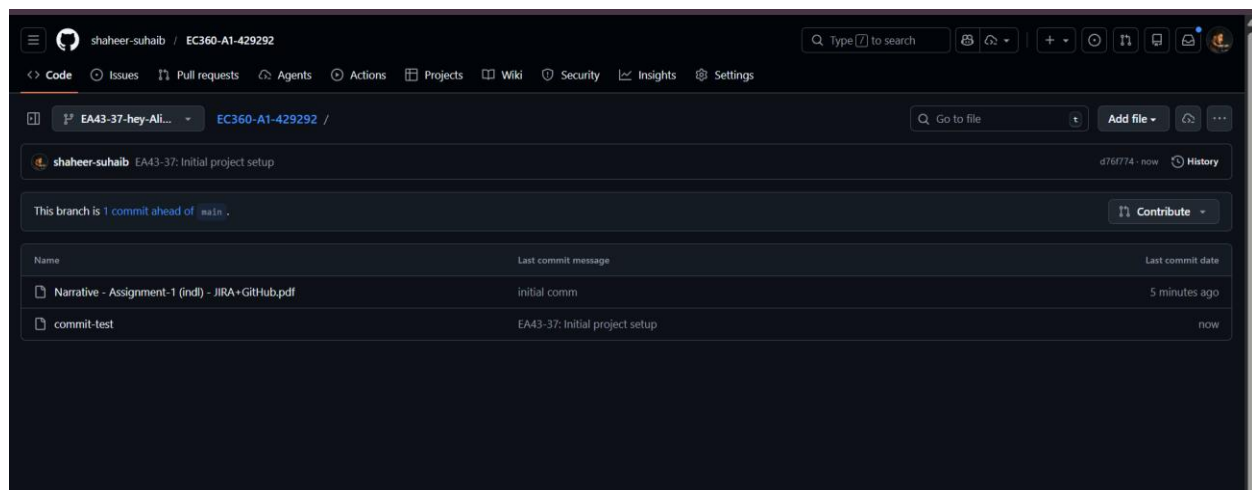 shaheer-suhaib / EC360-A1-429292
Type / to search
Code Issues Pull requests Agents Actions Projects Wiki Security Insights Settings
EA43-37-hey-Ali... EC360-A1-429292 /
Go to file t Add file
shaheer-suhaib EA43-37: Initial project setup d76f774 · now History
This branch is 1 commit ahead of main .
Contribute
Name Last commit message Last commit date
Narrative - Assignment-1 (indl) - JIRA+GitHub.pdf initial comm 5 minutes ago
commit-test EA43-37: Initial project setup now